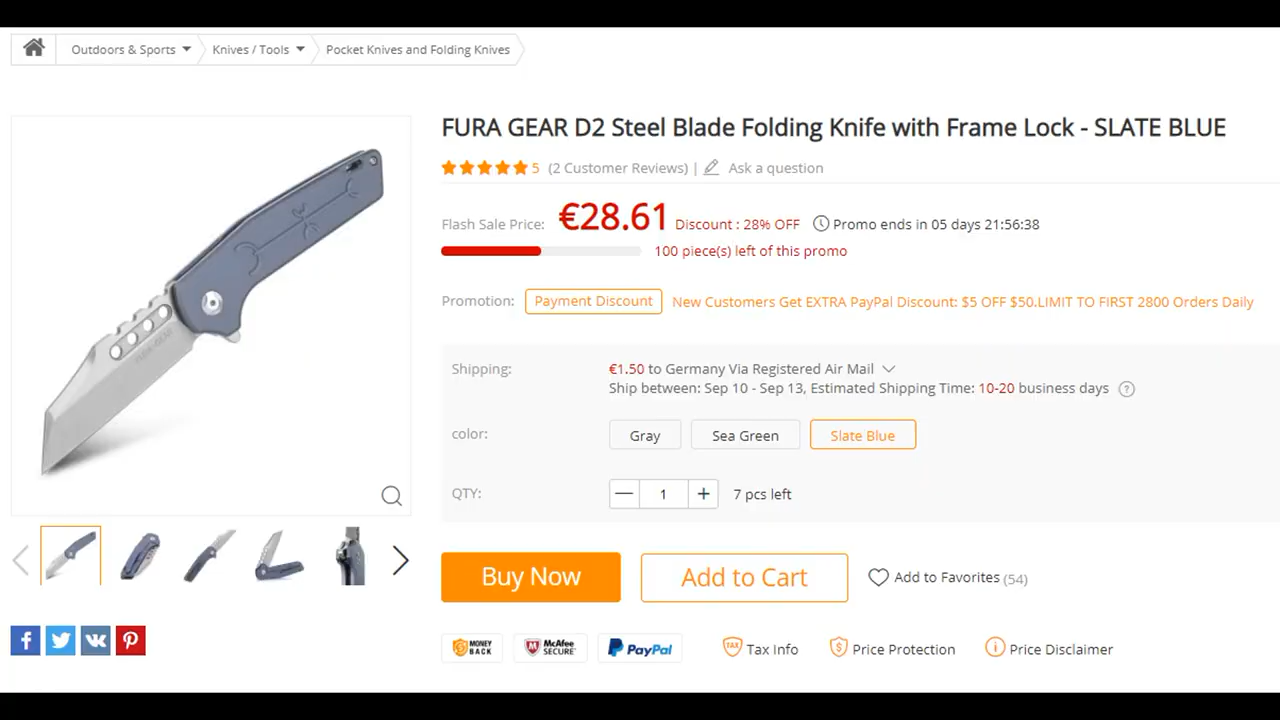 Outdoors & Sports
Knives / Tools
Pocket Knives and Folding Knives
FURA GEAR D2 Steel Blade Folding Knife with Frame Lock - SLATE BLUE
5 (2 Customer Reviews) | Ask a question
Flash Sale Price: €28.61 Discount : 28% OFF Promo ends in 05 days 21:56:38
100 piece(s) left of this promo
Promotion: Payment Discount New Customers Get EXTRA PayPal Discount: $5 OFF $50.LIMIT TO FIRST 2800 Orders Daily
Shipping: €1.50 to Germany Via Registered Air Mail
Ship between: Sep 10 - Sep 13, Estimated Shipping Time: 10-20 business days ?
color: Gray Sea Green Slate Blue
QTY: — 1 + 7 pcs left
Buy Now Add to Cart Add to Favorites (54)
MONEY BACK
McAfee SECURE
PayPal
TAX Tax Info
$ Price Protection
Price Disclaimer